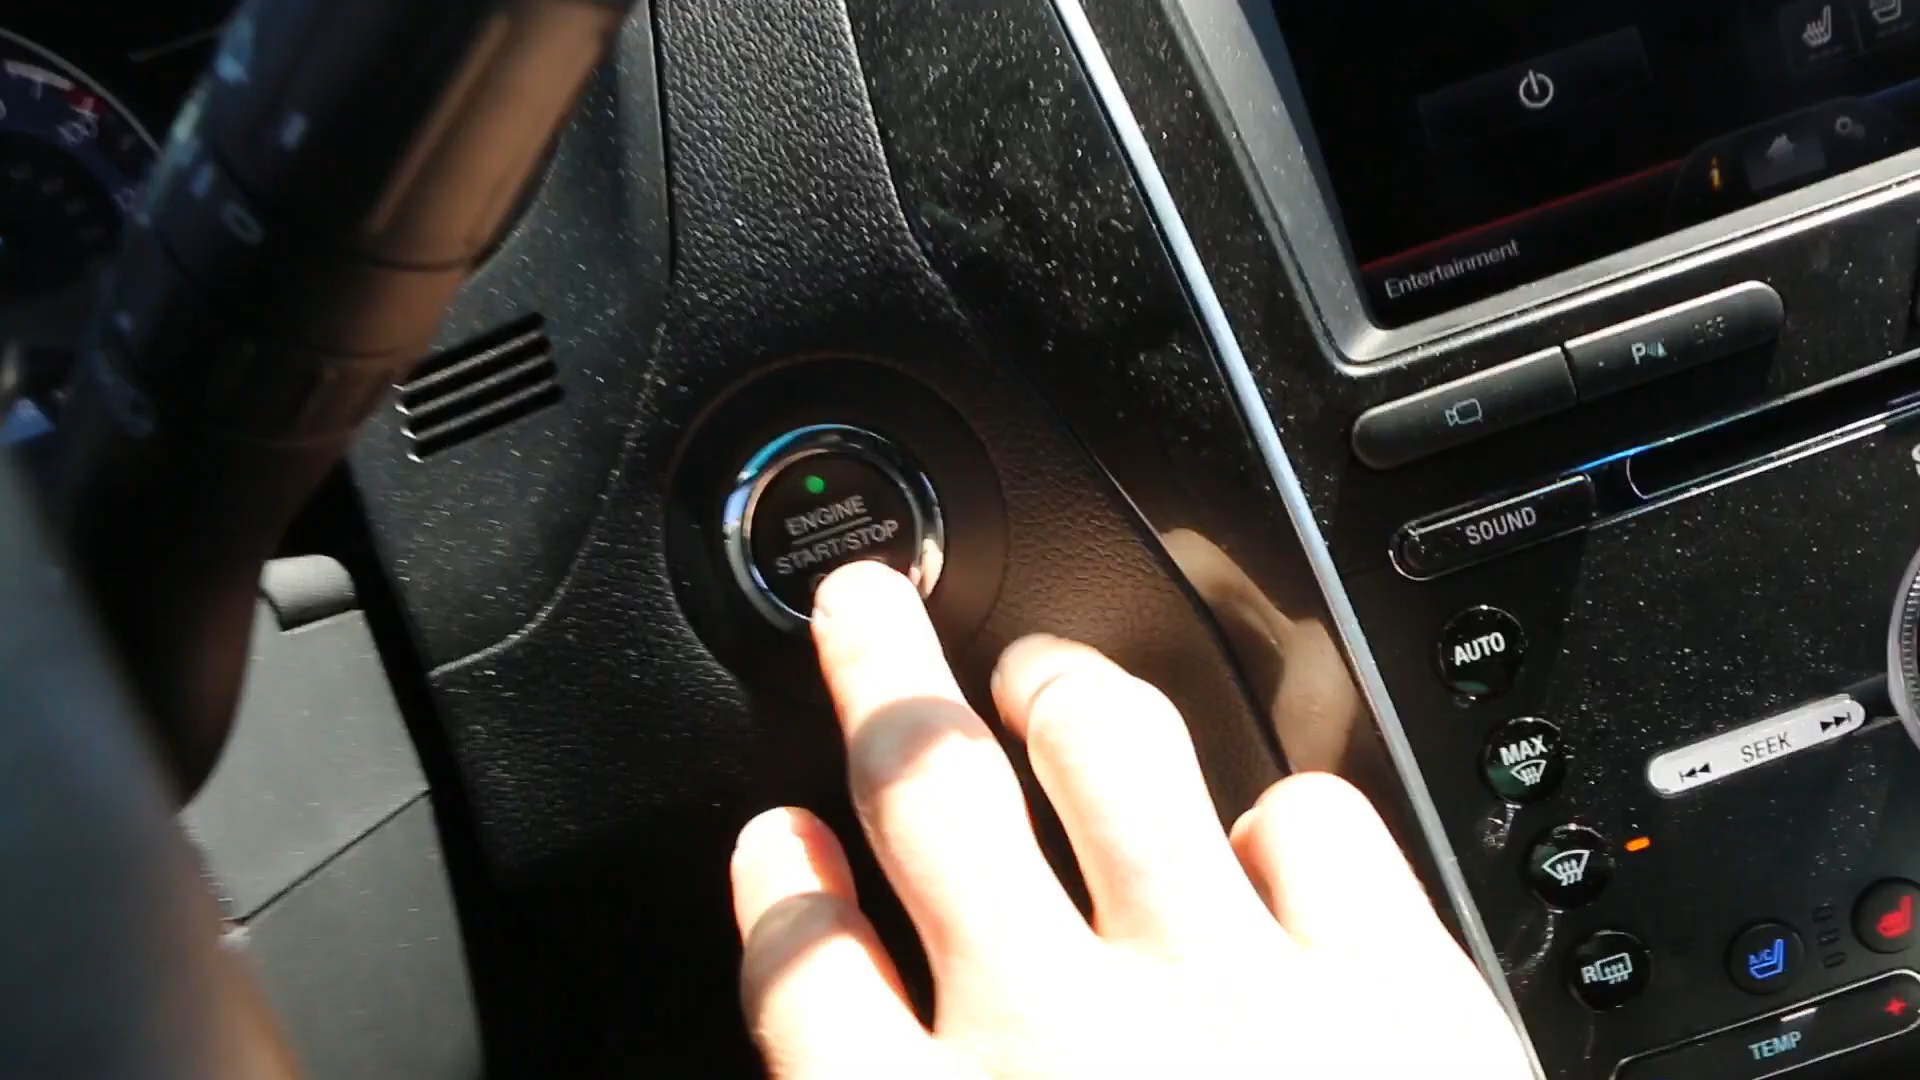 Entertainment
P
ENGINE
START/STOP
SOUND
AUTO
MAX
SEEK
R
A/C
TEMP